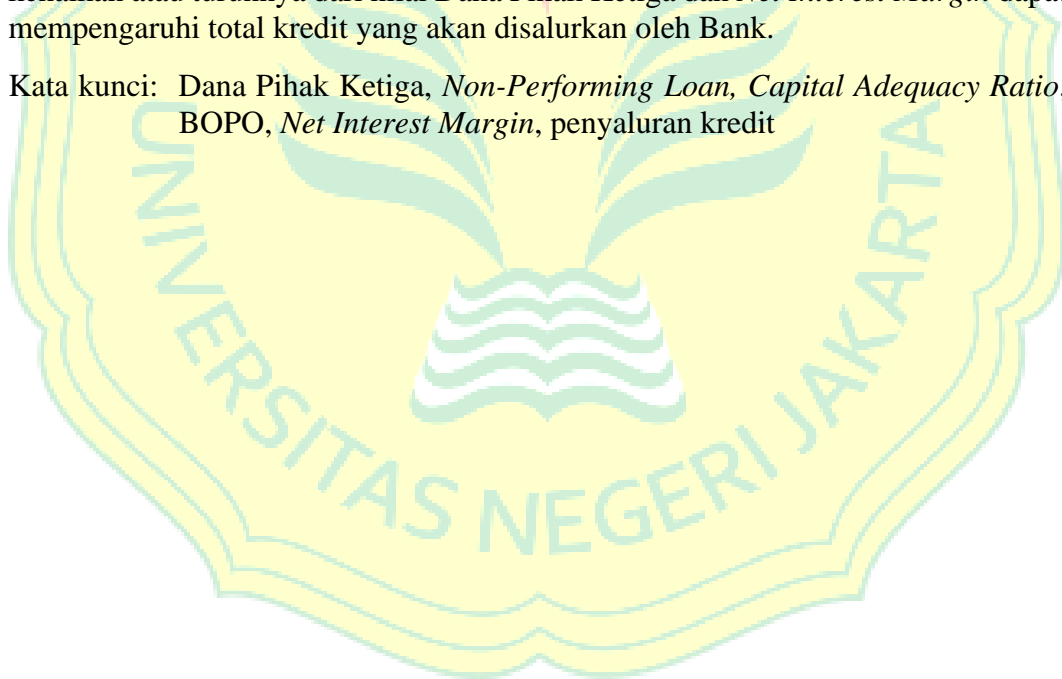 atau turunnya dari nilai Dana Pihak Ketiga dan Net Interest Margin
mempengaruhi total kredit yang akan disalurkan oleh Bank.
Kata kunci: Dana Pihak Ketiga, Non-Performing Loan, Capital Adequacy Ratio,
BOPO, Net Interest Margin, penyaluran kredit
UNIVERSITAS NEGERI JAKARTA